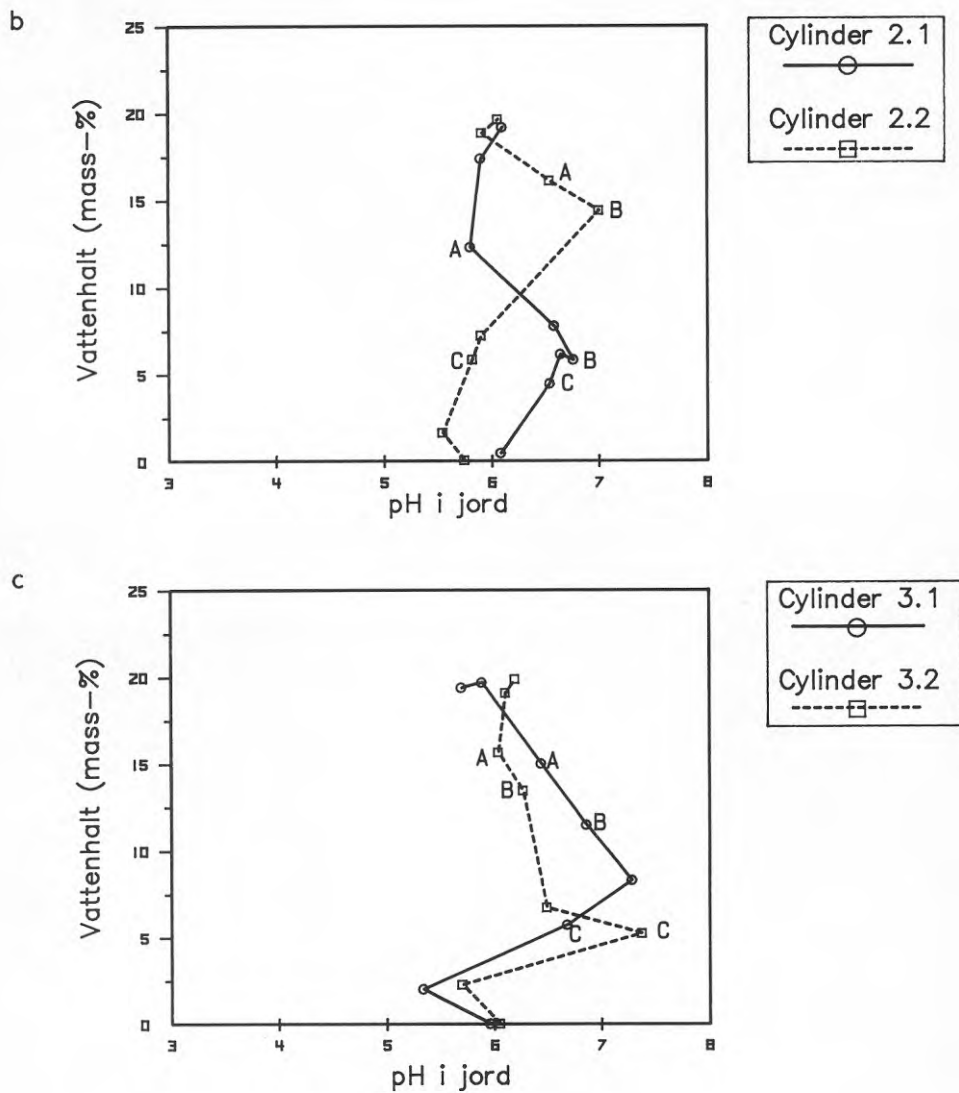 b
Vattenhalt (mass–%)
25
20
15
10
5
0
3 4 5 6 7 8
pH i jord
A
B
A
B
C
C
Cylinder 2.1
Cylinder 2.2
c
Vattenhalt (mass–%)
25
20
15
10
5
0
3 4 5 6 7 8
pH i jord
A A
B B
C C
Cylinder 3.1
Cylinder 3.2